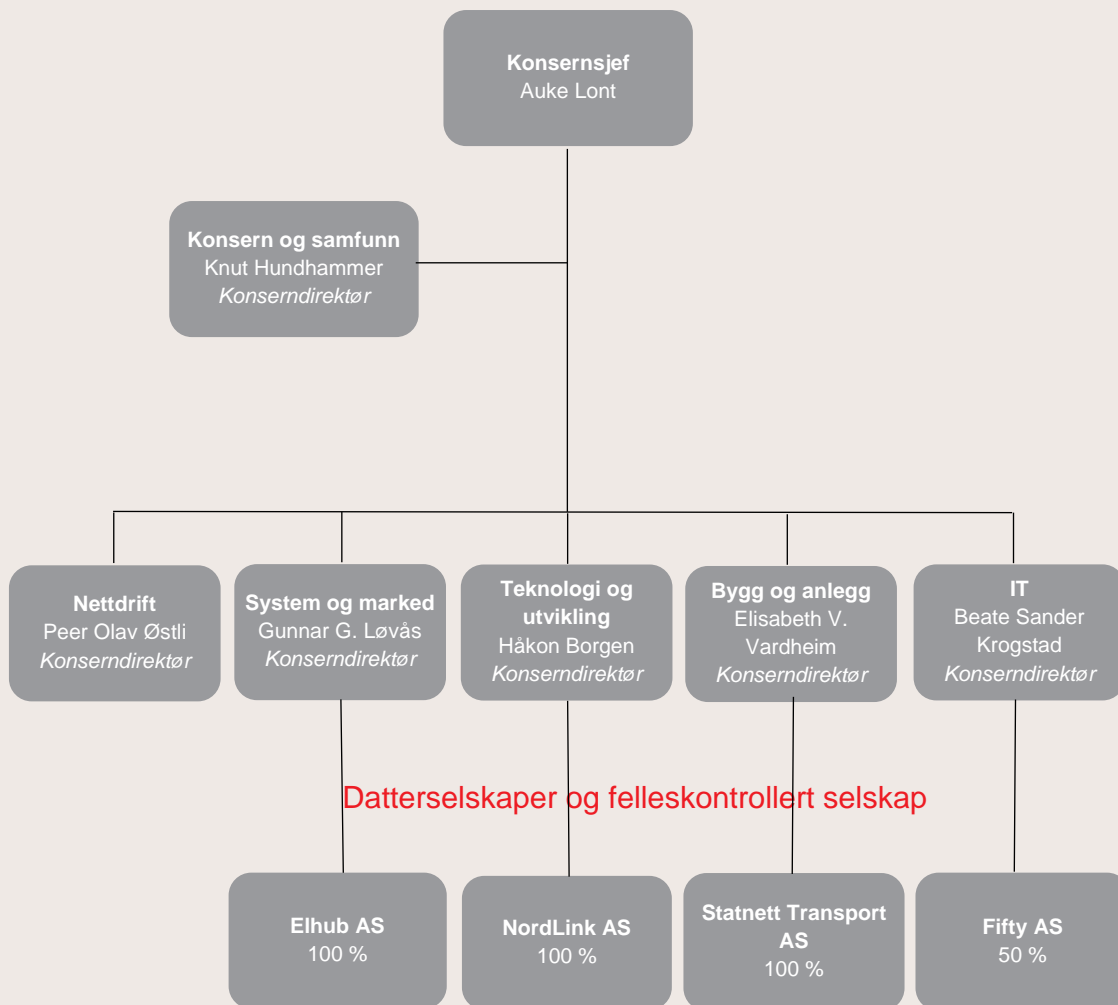 Konsernsjef
Auke Lont
Konsern og samfunn
Knut Hundhammer
Konserndirektør
Nettdrift
Peer Olav Østli
Konserndirektør
System og marked
Gunnar G. Løvås
Konserndirektør
Teknologi og
utvikling
Håkon Borgen
Konserndirektør
Bygg og anlegg
Elisabeth V.
Vardheim
Konserndirektør
IT
Beate Sander
Krogstad
Konserndirektør
Datterselskaper og felleskontrollert selskap
Elhub AS
100 %
NordLink AS
100 %
Statnett Transport
AS
100 %
Fifty AS
50 %